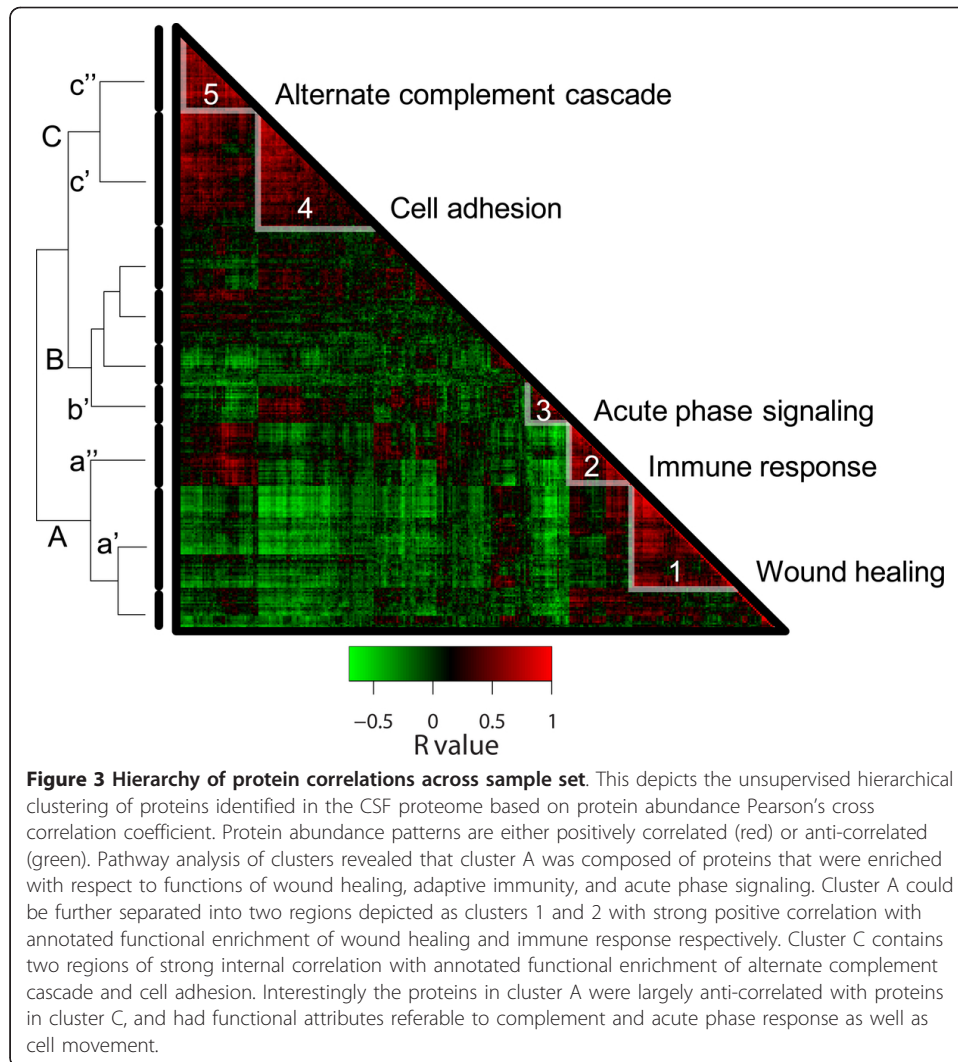 c’’
5
Alternate complement cascade
C
c’
4
Cell adhesion
B
b’
3
Acute phase signaling
a’’
2
Immune response
A
a’
1
Wound healing
−0.5 0 0.5 1
R value
Figure 3 Hierarchy of protein correlations across sample set. This depicts the unsupervised hierarchical
clustering of proteins identified in the CSF proteome based on protein abundance Pearson’s cross
correlation coefficient. Protein abundance patterns are either positively correlated (red) or anti-correlated
(green). Pathway analysis of clusters revealed that cluster A was composed of proteins that were enriched
with respect to functions of wound healing, adaptive immunity, and acute phase signaling. Cluster A could
be further separated into two regions depicted as clusters 1 and 2 with strong positive correlation with
annotated functional enrichment of wound healing and immune response respectively. Cluster C contains
two regions of strong internal correlation with annotated functional enrichment of alternate complement
cascade and cell adhesion. Interestingly the proteins in cluster A were largely anti-correlated with proteins
in cluster C, and had functional attributes referable to complement and acute phase response as well as
cell movement.